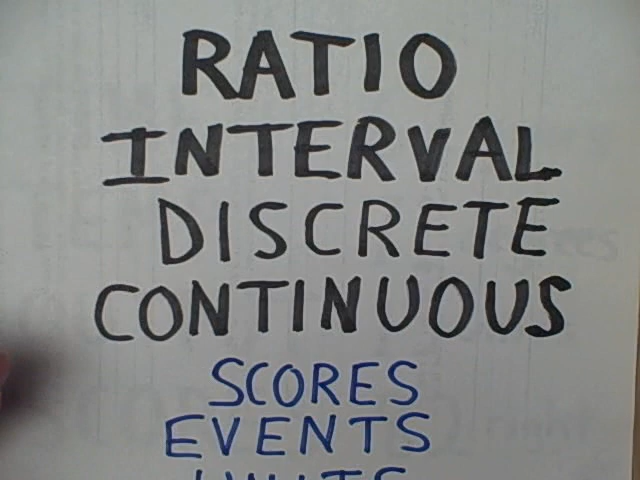 RATIO
INTERVAL
DISCRETE
CONTINUOUS
SCORES
EVENTS